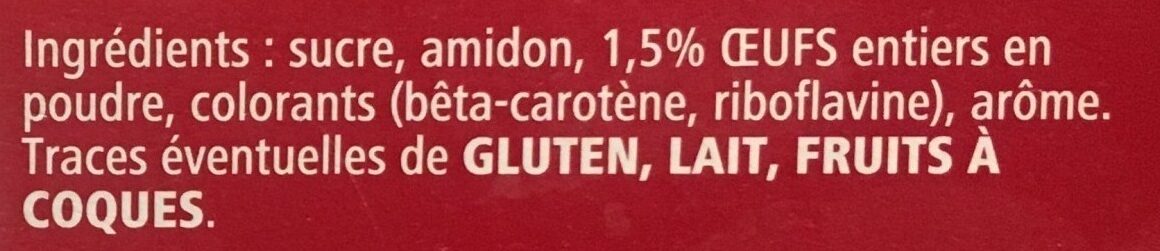 Ingrédients : sucre, amidon, 1,5% ŒUFS entiers en
poudre, colorants (bêta-carotène, riboflavine), arôme.
Traces éventuelles de GLUTEN, LAIT, FRUITS À
COQUES.